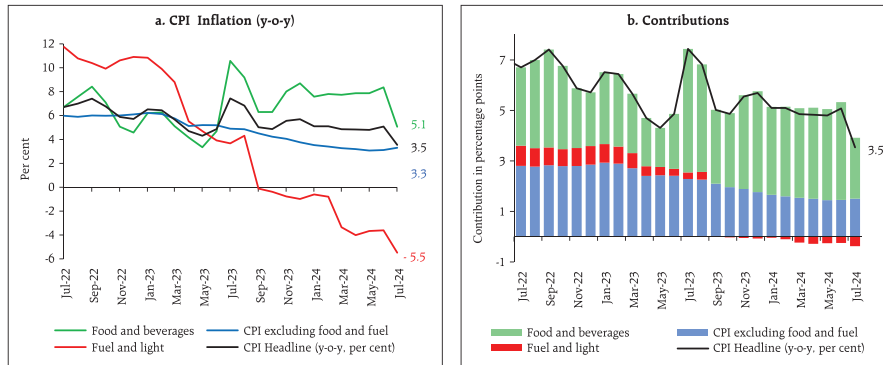 a. CPI Inflation (y-o-y)
Per cent
12
10
8
6
4
2
0
-2
-4
-6
5.1
3.5
3.3
- 5.5
Jul-22
Sep-22
Nov-22
Jan-23
Mar-23
May-23
Jul-23
Sep-23
Nov-23
Jan-24
Mar-24
May-24
Jul-24
Food and beverages
CPI excluding food and fuel
Fuel and light
CPI Headline (y-o-y, per cent)
b. Contributions
Contribution in percentage points
7
5
3
1
-1
3.5
Jul-22
Sep-22
Nov-22
Jan-23
Mar-23
May-23
Jul-23
Sep-23
Nov-23
Jan-24
Mar-24
May-24
Jul-24
Food and beverages
CPI excluding food and fuel
Fuel and light
CPI Headline (y-o-y, per cent)